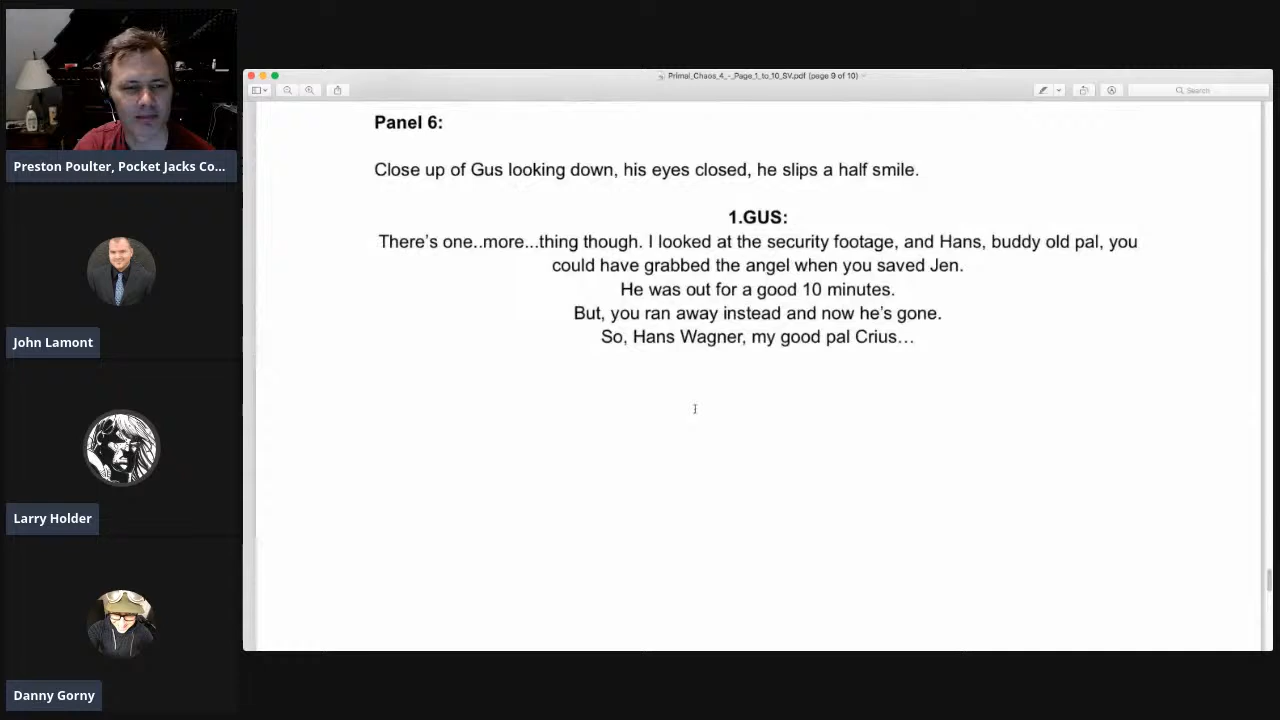 Primal_Chaos_4_-_Page_1_to_10_SV.pdf (page 9 of 10)
Search
Panel 6:
Close up of Gus looking down, his eyes closed, he slips a half smile.
1.GUS:
There's one..more...thing though. I looked at the security footage, and Hans, buddy old pal, you
could have grabbed the angel when you saved Jen.
He was out for a good 10 minutes.
But, you ran away instead and now he's gone.
So, Hans Wagner, my good pal Crius…
Preston Poulter, Pocket Jacks Co...
John Lamont
Larry Holder
Danny Gorny